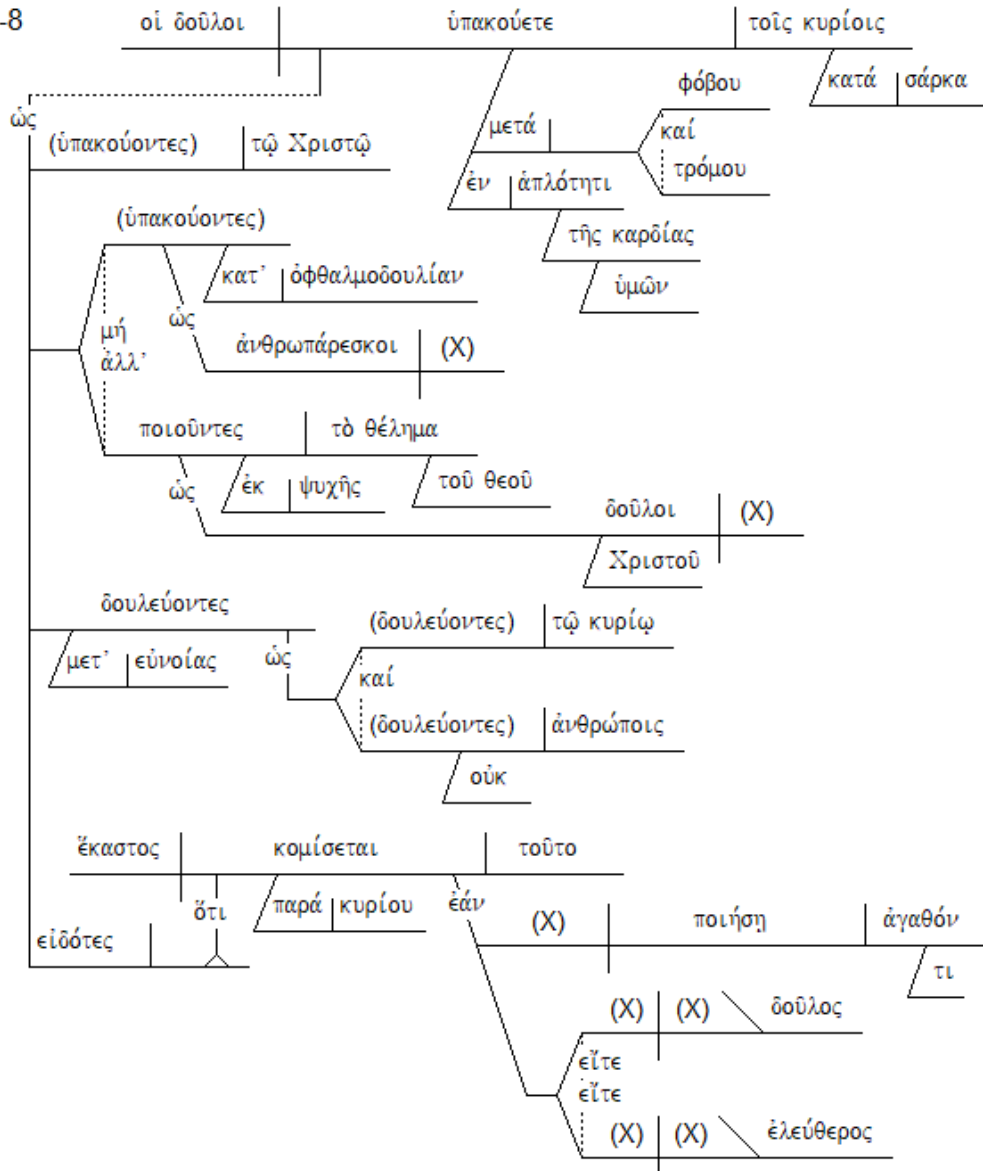 -8
οἱ δοῦλοι ὑπακούετε τοῖς κυρίοις
κατά σάρκα
φόβου
μετά καί
τρόμου
ὡς
(ὑπακούοντες) τῷ Χριστῷ
ἐν ἁπλότητι
τῆς καρδίας
ὑμῶν
(ὑπακούοντες)
κατ' ὀφθαλμοδουλίαν
μή ὡς
ἀλλ' ἀνθρωπάρεσκοι (X)
ποιοῦντες τὸ θέλημα
ὡς ἐκ ψυχῆς τοῦ θεοῦ
δοῦλοι (X)
Χριστοῦ
δουλεύοντες
(δουλεύοντες) τῷ κυρίῳ
μετ' εὐνοίας ὡς
καί
(δουλεύοντες) ἀνθρώποις
οὐκ
ἕκαστος κομίσεται τοῦτο
ὅτι παρά κυρίου ἐάν
(X) ποιήσῃ ἀγαθόν
εἰδότες
τι
(X) (X) δοῦλος
εἴτε
εἴτε
(X) (X) ἐλεύθερος